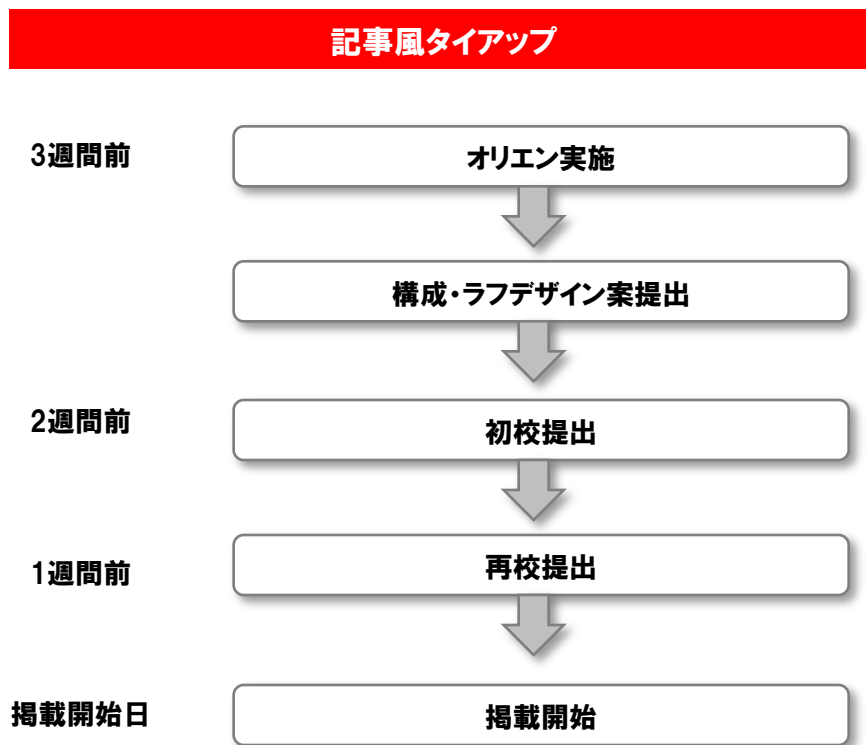 記事風タイアップ
3週間前
オリエン実施
構成・ラフデザイン案提出
2週間前
初校提出
1週間前
再校提出
掲載開始日
掲載開始